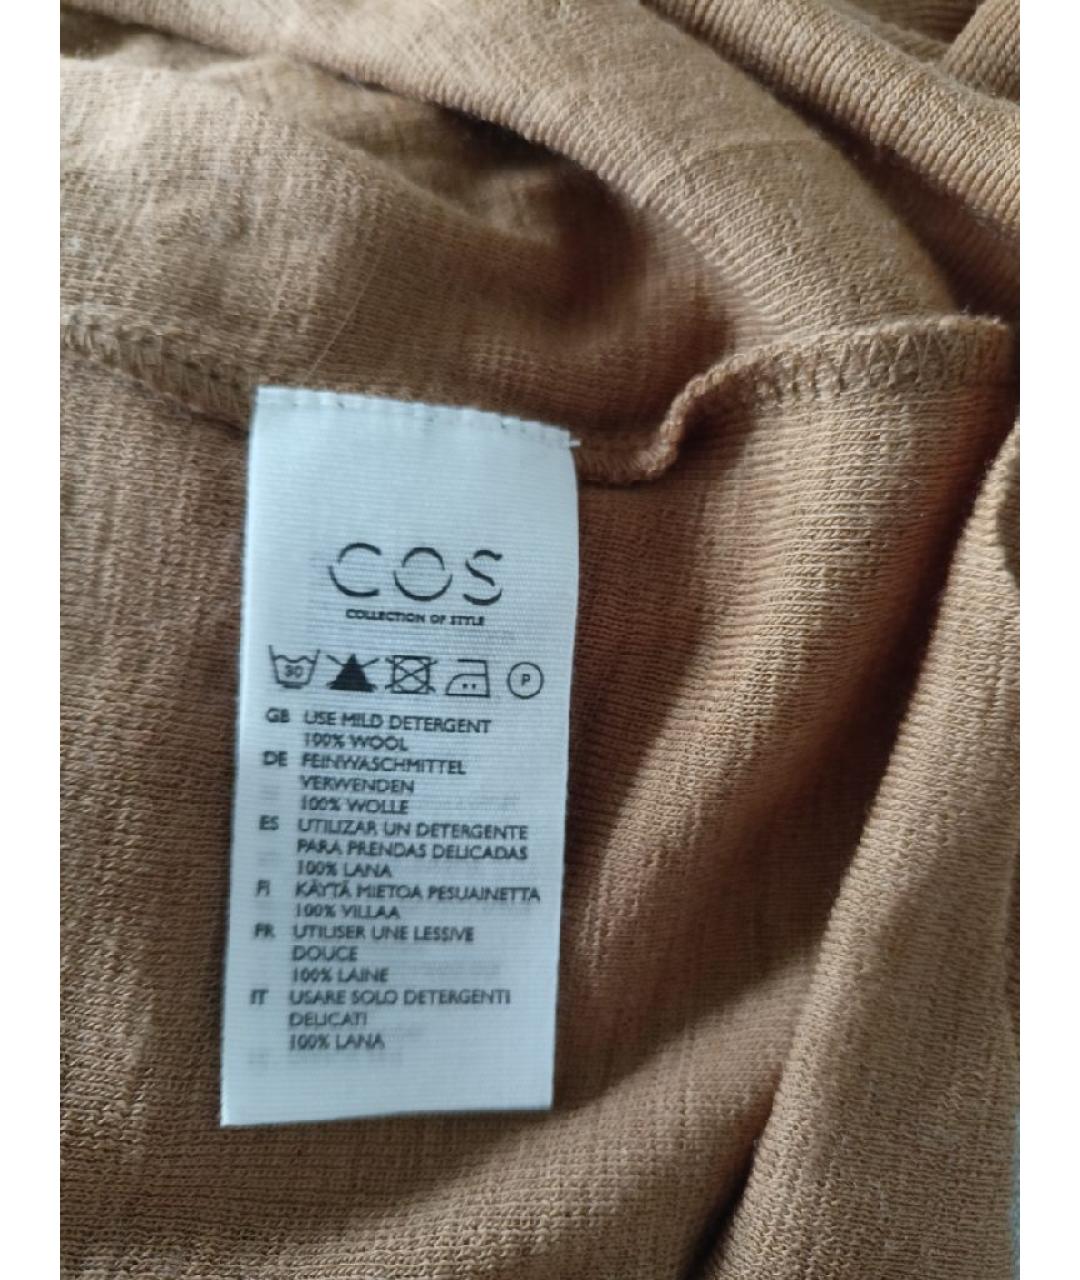 COS
COLLECTION OF STYLE
30 P
GB USE MILD DETERGENT
100% WOOL
DE FEINWASCHMITTEL
VERWENDEN
100% WOLLE
ES UTILIZAR UN DETERGENTE
PARA PRENDAS DELICADAS
100% LANA
FI KÄYTÄ MIETOA PESUAINETTA
100% VILLAA
FR UTILISER UNE LESSIVE
DOUCE
100% LAINE
IT USARE SOLO DETERGENTI
DELICATI
100% LANA